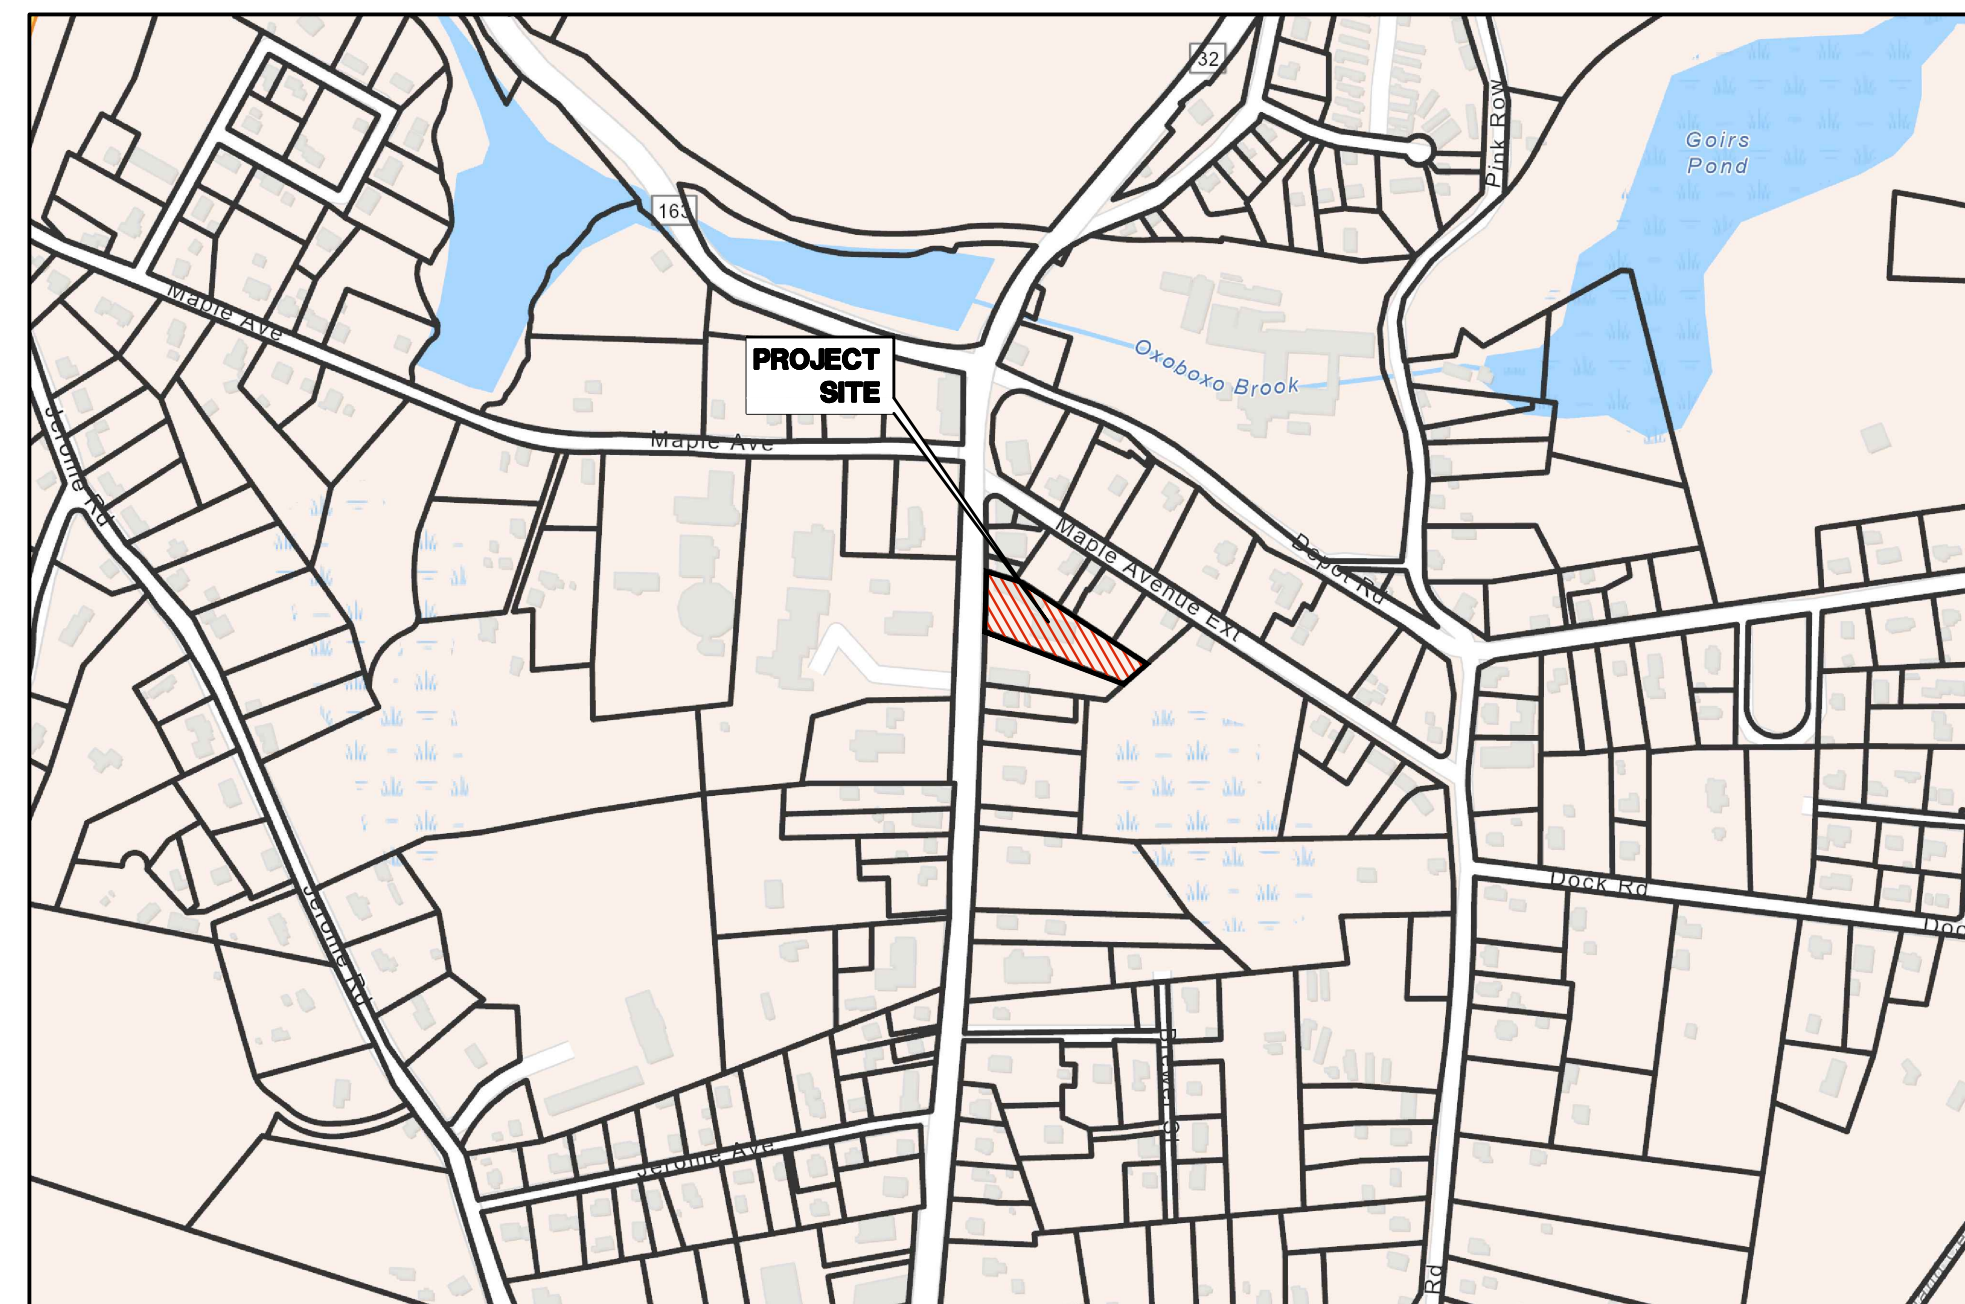 32
Pink Row
Goirs
Pond
163
Maple Ave
PROJECT
SITE
Oxoboxo Brook
Jerome Rd
Maple Ave
Maple Avenue Ext
Depot Rd
Dock Rd
Doc
Jerome Rd
Jerome Ave
Rd